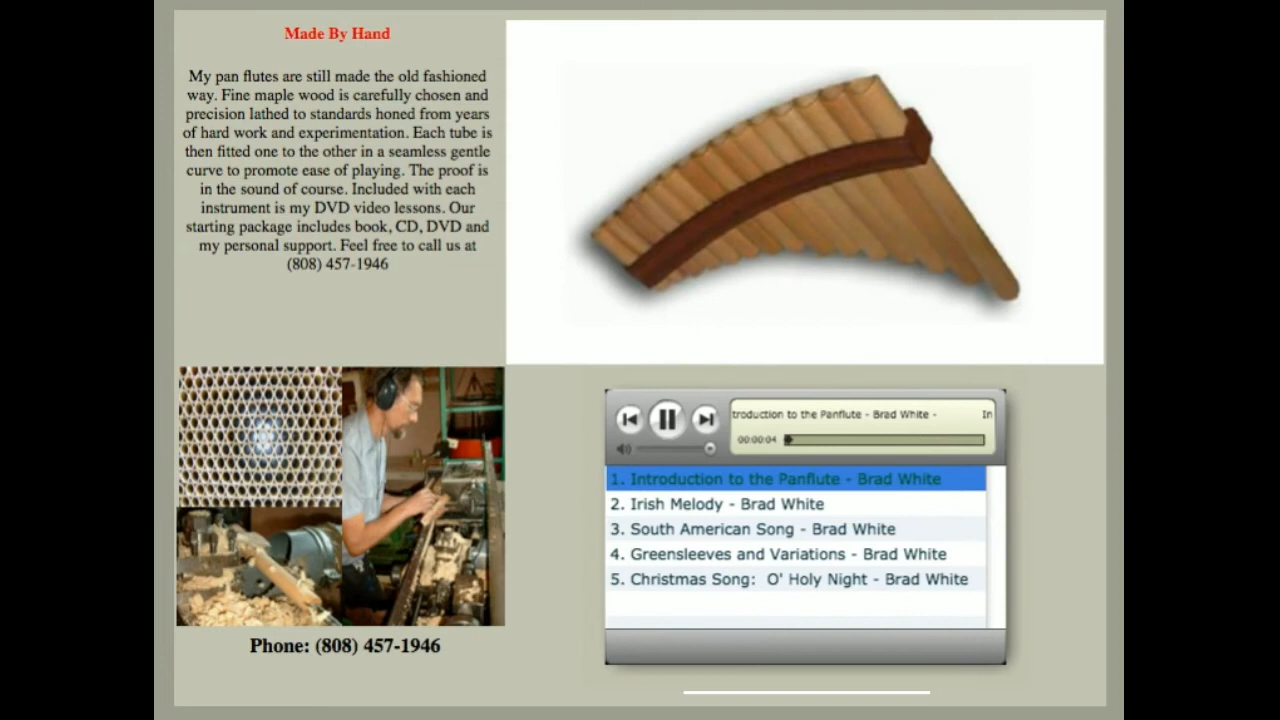 Made By Hand
My pan flutes are still made the old fashioned
way. Fine maple wood is carefully chosen and
precision lathed to standards honed from years
of hard work and experimentation. Each tube is
then fitted one to the other in a seamless gentle
curve to promote ease of playing. The proof is
in the sound of course. Included with each
instrument is my DVD video lessons. Our
starting package includes book, CD, DVD and
my personal support. Feel free to call us at
(808) 457-1946
Phone: (808) 457-1946
troduction to the Panflute - Brad White - In
00:00:04
1. Introduction to the Panflute - Brad White
2. Irish Melody - Brad White
3. South American Song - Brad White
4. Greensleeves and Variations - Brad White
5. Christmas Song: O' Holy Night - Brad White